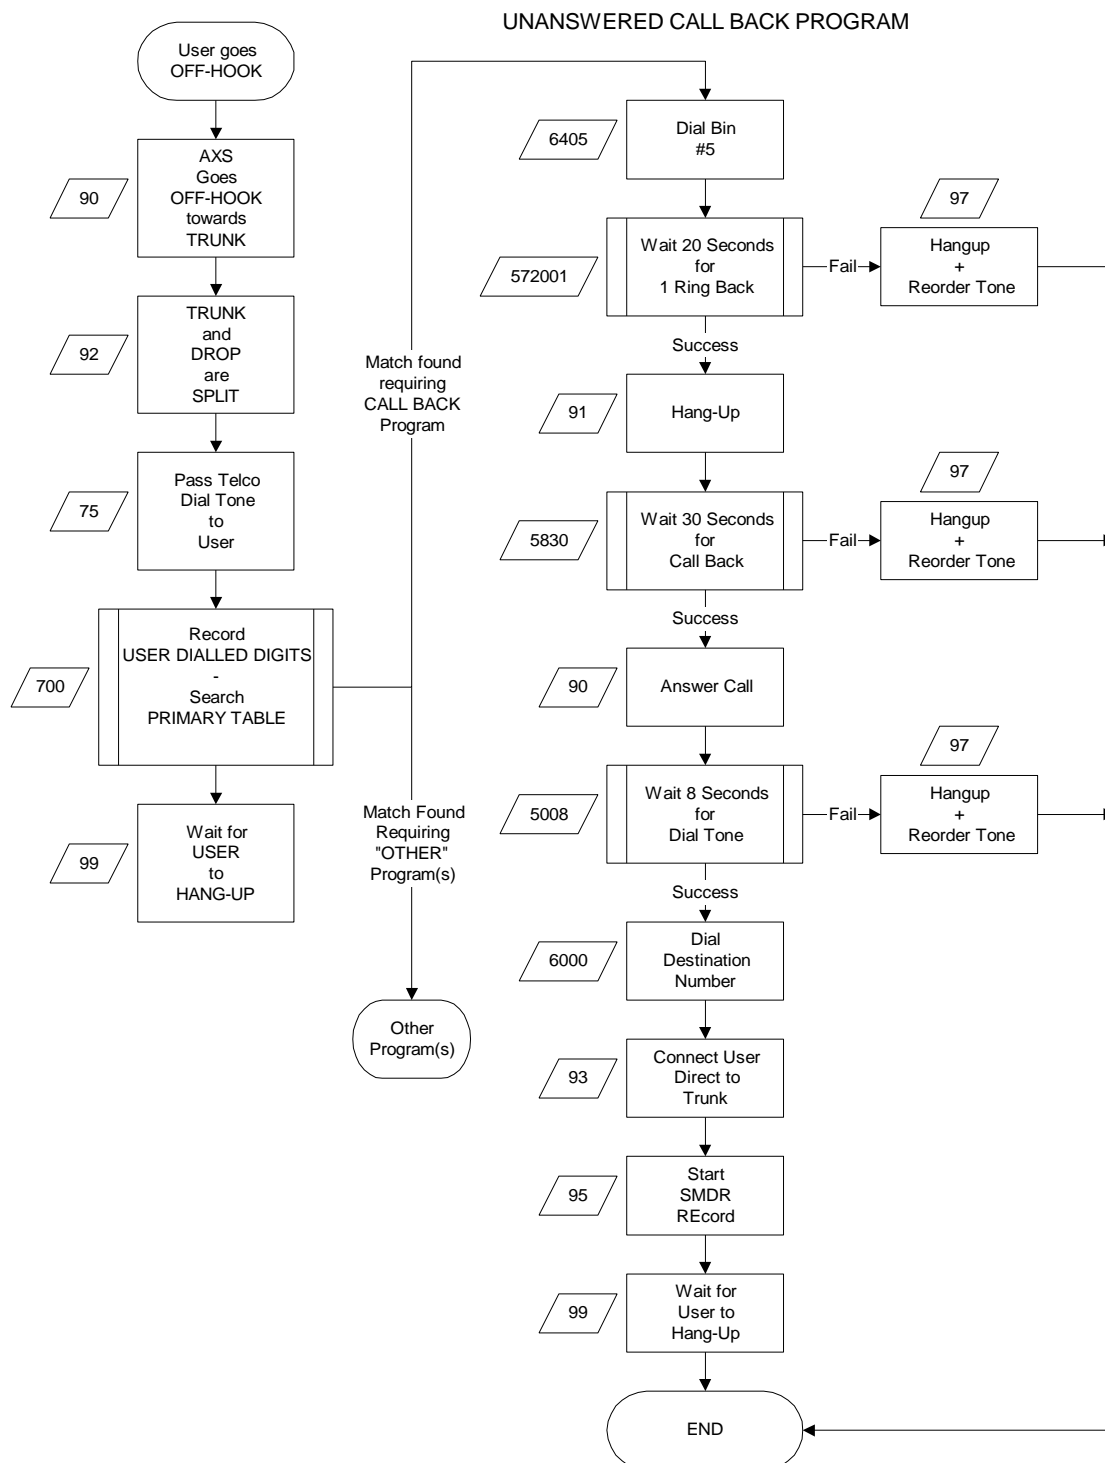 UNANSWERED CALL BACK PROGRAM
User goes
OFF-HOOK
90
AXS
Goes
OFF-HOOK
towards
TRUNK
92
TRUNK
and
DROP
are
SPLIT
75
Pass Telco
Dial Tone
to
User
700
Record
USER DIALLED DIGITS
-
Search
PRIMARY TABLE
99
Wait for
USER
to
HANG-UP
Match found
requiring
CALL BACK
Program
Match Found
Requiring
"OTHER"
Program(s)
Other
Program(s)
6405
Dial Bin
#5
572001
Wait 20 Seconds
for
1 Ring Back
Fail
97
Hangup
+
Reorder Tone
Success
91
Hang-Up
5830
Wait 30 Seconds
for
Call Back
Fail
97
Hangup
+
Reorder Tone
Success
90
Answer Call
5008
Wait 8 Seconds
for
Dial Tone
Fail
97
Hangup
+
Reorder Tone
Success
6000
Dial
Destination
Number
93
Connect User
Direct to
Trunk
95
Start
SMDR
REcord
99
Wait for
User to
Hang-Up
END